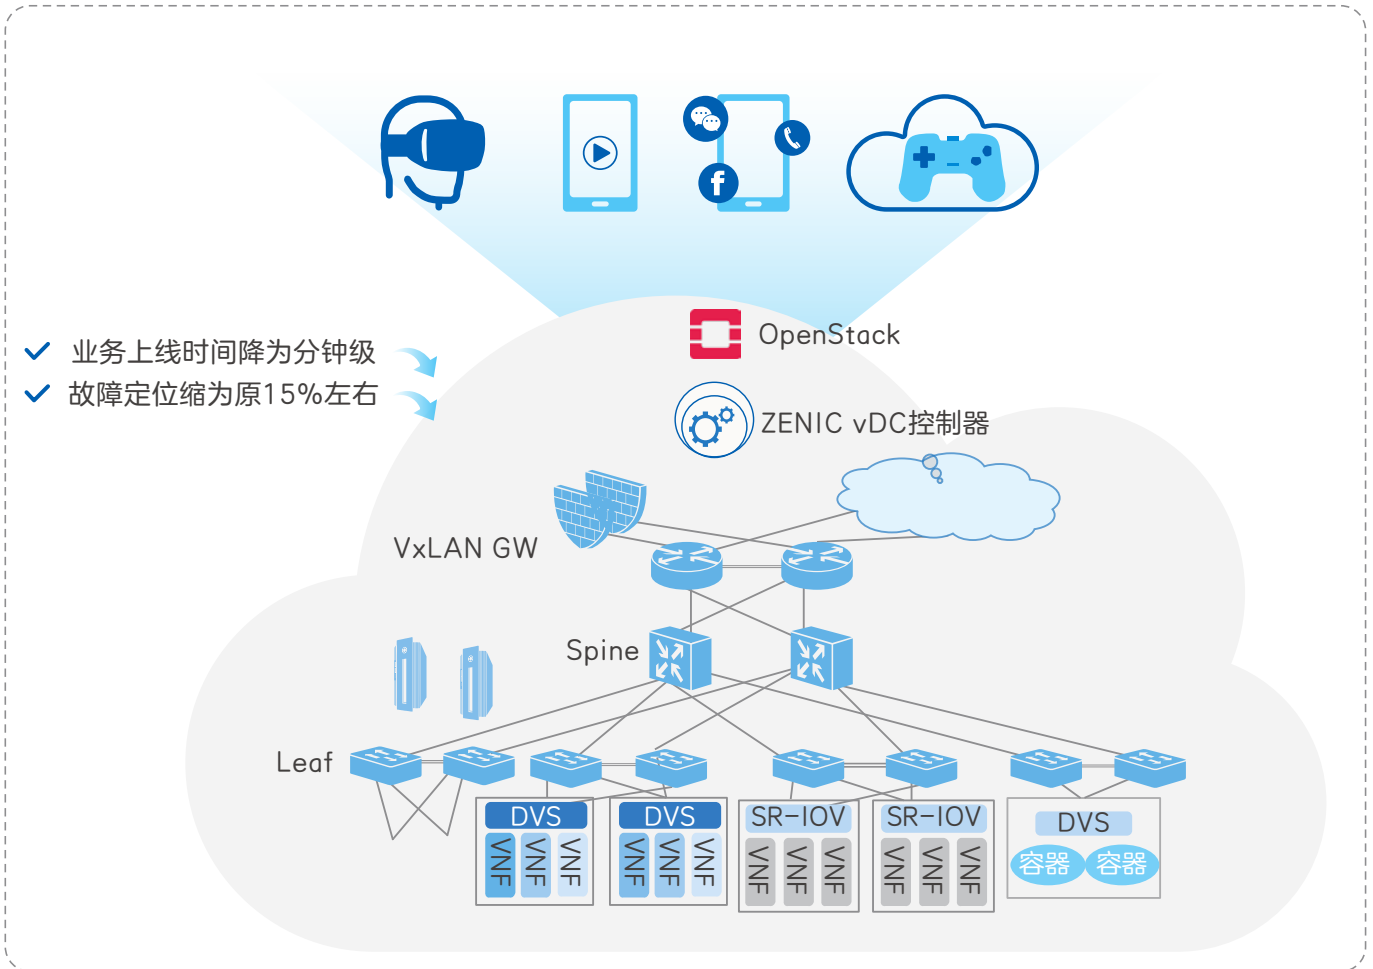 OpenStack
业务上线时间降为分钟级
故障定位缩为原15%左右
ZENIC vDC控制器
VxLAN GW
Spine
Leaf
DVS
DVS
SR-IOV
SR-IOV
DVS
VNF
VNF
VNF
VNF
VNF
VNF
VNF
VNF
VNF
VNF
VNF
VNF
容器
容器